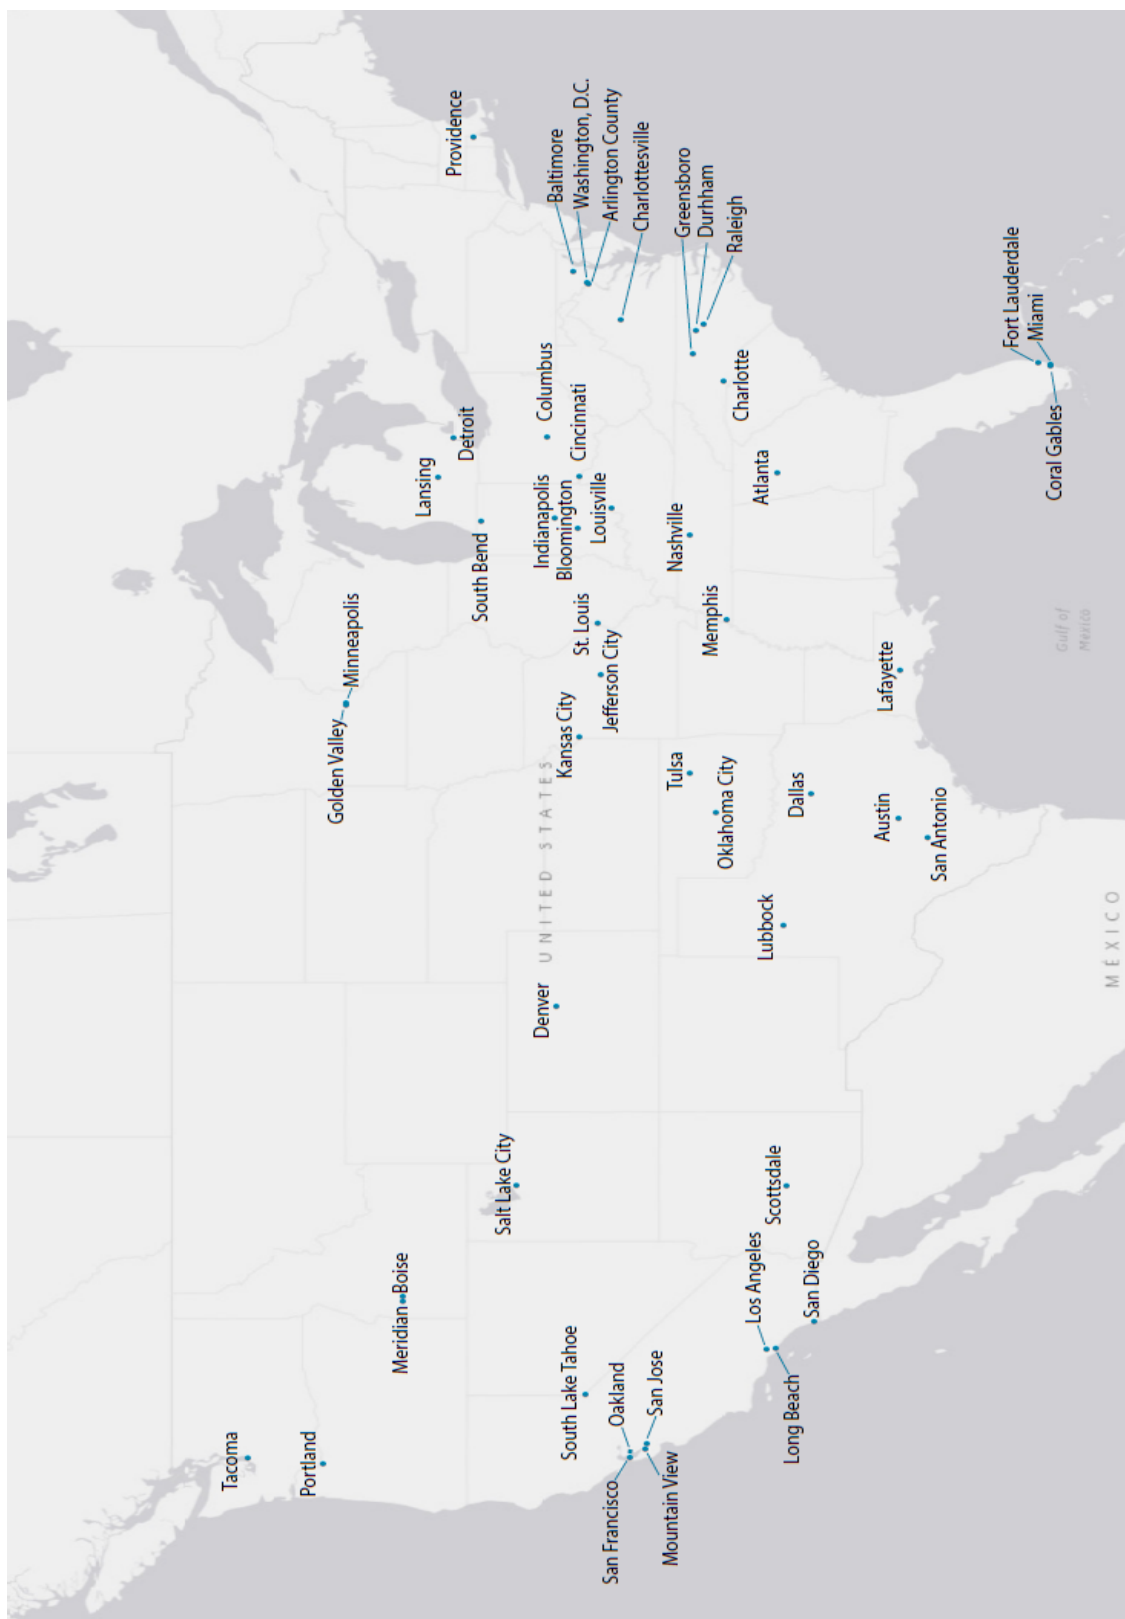 Tacoma
Portland
Meridian
Boise
Golden Valley
Minneapolis
Lansing
Detroit
Providence
South Bend
Salt Lake City
Denver
UNITED STATES
Kansas City
Jefferson City
St. Louis
Indianapolis
Bloomington
Louisville
Cincinnati
Columbus
Baltimore
Washington, D.C.
Arlington County
Charlottesville
South Lake Tahoe
Oakland
San Jose
San Francisco
Mountain View
Tulsa
Oklahoma City
Memphis
Nashville
Greensboro
Durhham
Raleigh
Charlotte
Atlanta
Los Angeles
Long Beach
San Diego
Scottsdale
Lubbock
Dallas
Austin
San Antonio
Lafayette
Fort Lauderdale
Miami
Coral Gables
Gulf of
Mexico
MÉXICO